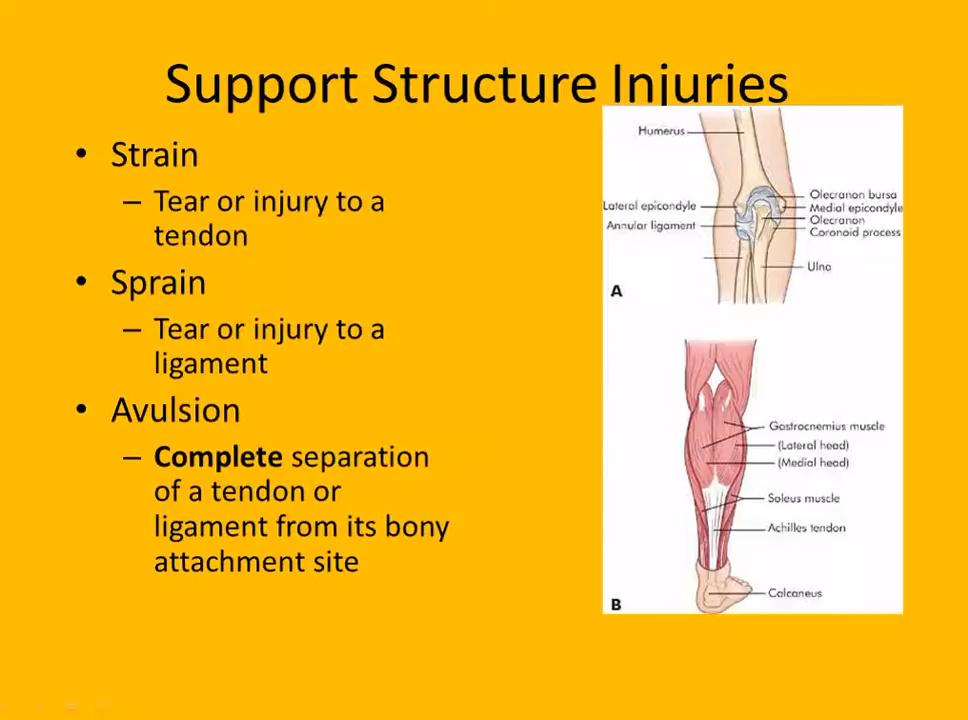 Support Structure Injuries
• Strain
– Tear or injury to a
tendon
• Sprain
– Tear or injury to a
ligament
• Avulsion
– Complete separation
of a tendon or
ligament from its bony
attachment site
Humerus
Olecranon bursa
Lateral epicondyle
Medial epicondyle
Olecranon
Annular ligament
Coronoid process
Ulna
A
Gastrocnemius muscle
(Lateral head)
(Medial head)
Soleus muscle
Achilles tendon
Calcaneus
B